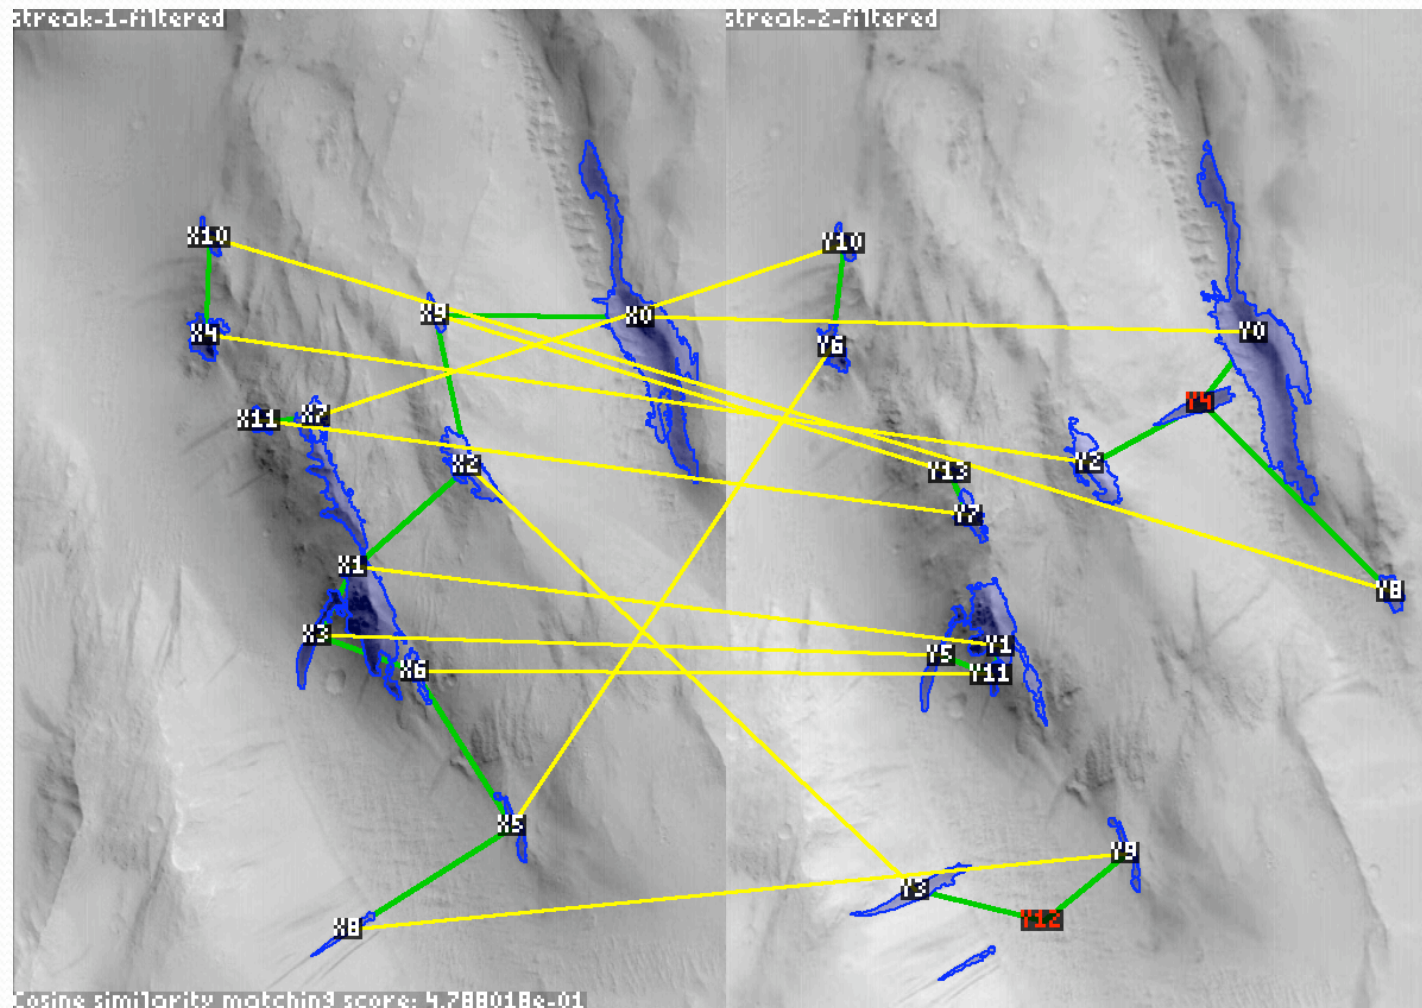 streak-1-filtered
streak-2-filtered
X10
Y10
X9
X0
Y0
X4
Y6
X11
X7
Y4
X2
Y2
Y13
Y7
X1
Y8
X3
Y1
Y5
X6
Y11
X5
Y9
Y3
X8
Y12
Cosine similarity matching score: 4.788018e-01